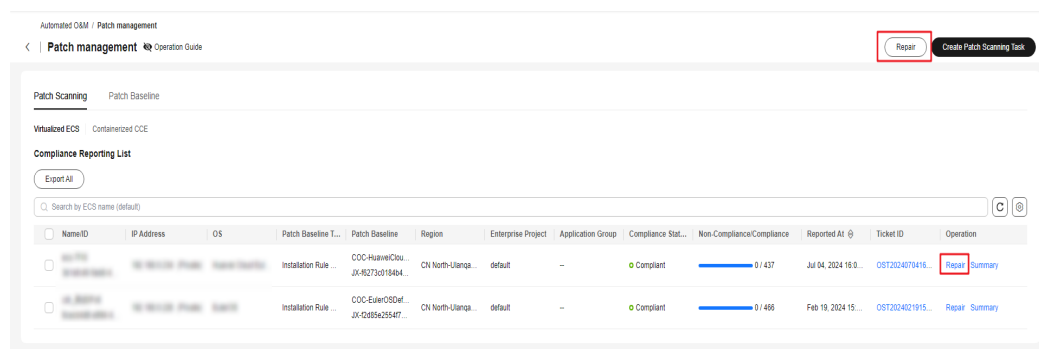 Automated O&M / Patch management
Patch management Operation Guide
Repair
Create Patch Scanning Task
Patch Scanning Patch Baseline
Virtualized ECS Containerized CCE
Compliance Reporting List
Export All
Search by ECS name (default)
Name/ID IP Address OS Patch Baseline T... Patch Baseline Region Enterprise Project Application Group Compliance Stat... Non-Compliance/Compliance Reported At Ticket ID Operation
Installation Rule ... COC-HuaweiClou... CN North-Ulanqa... default -- Compliant 0 / 437 Jul 04, 2024 16:0... OST2024070416... Repair Summary
JX-f6273c0184b4...
Installation Rule ... COC-EulerOSDef... CN North-Ulanqa... default -- Compliant 0 / 466 Feb 19, 2024 15:... OST2024021915... Repair Summary
JX-f2d85e2554f7...